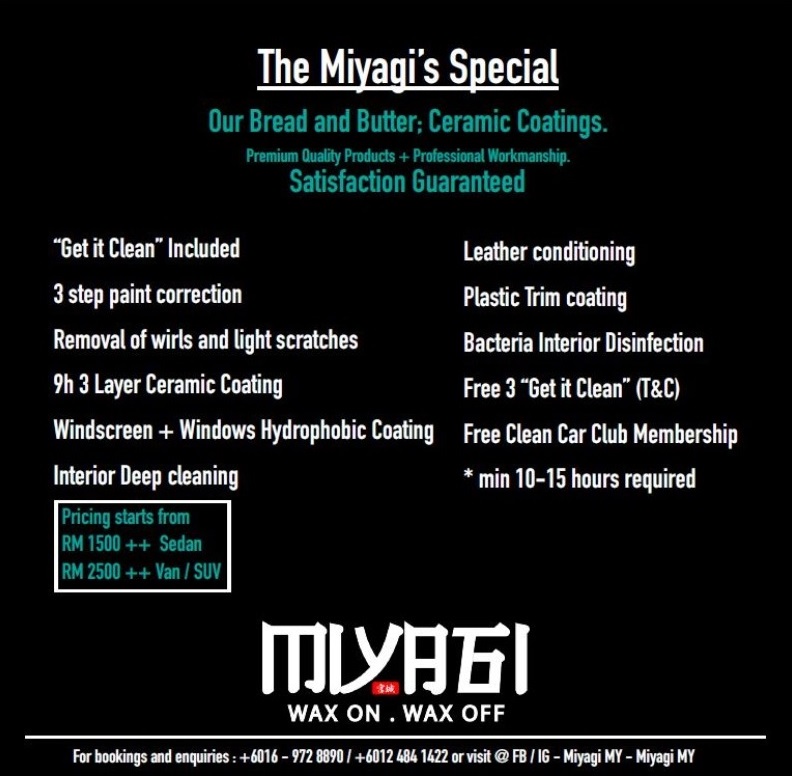 The Miyagi's Special
Our Bread and Butter; Ceramic Coatings.
Premium Quality Products + Professional Workmanship.
Satisfaction Guaranteed
“Get it Clean” Included
3 step paint correction
Removal of wirls and light scratches
9h 3 Layer Ceramic Coating
Windscreen + Windows Hydrophobic Coating
Interior Deep cleaning
Leather conditioning
Plastic Trim coating
Bacteria Interior Disinfection
Free 3 “Get it Clean” (T&C)
Free Clean Car Club Membership
* min 10-15 hours required
Pricing starts from
RM 1500 ++ Sedan
RM 2500 ++ Van / SUV
MIYAGI
WAX ON . WAX OFF
For bookings and enquiries : +6016 - 972 8890 / +6012 484 1422 or visit @ FB / IG - Miyagi MY - Miyagi MY